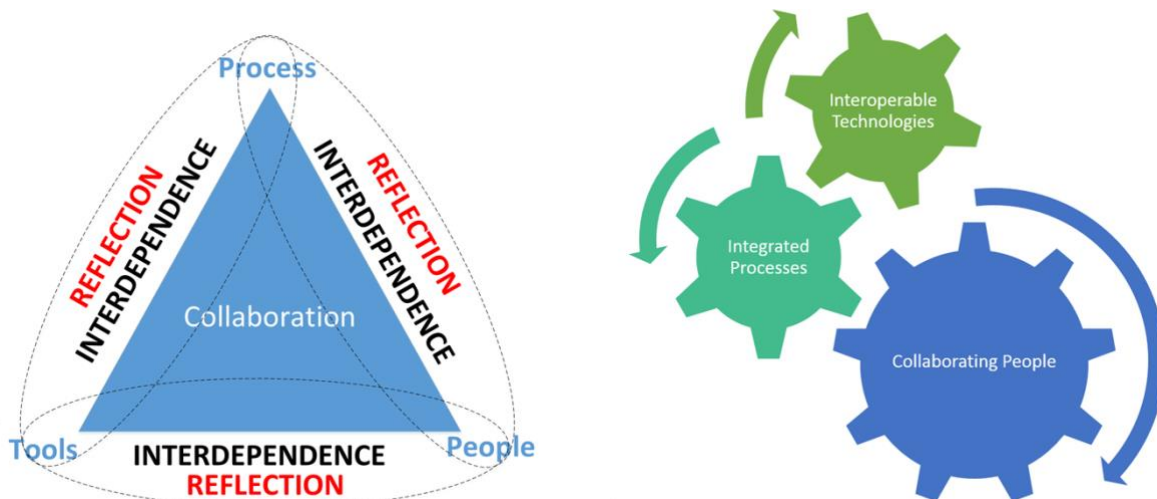 Process
REFLECTION
INTERDEPENDENCE
INTERDEPENDENCE
REFLECTION
Collaboration
Tools
People
INTERDEPENDENCE
REFLECTION
Interoperable
Technologies
Integrated
Processes
Collaborating People